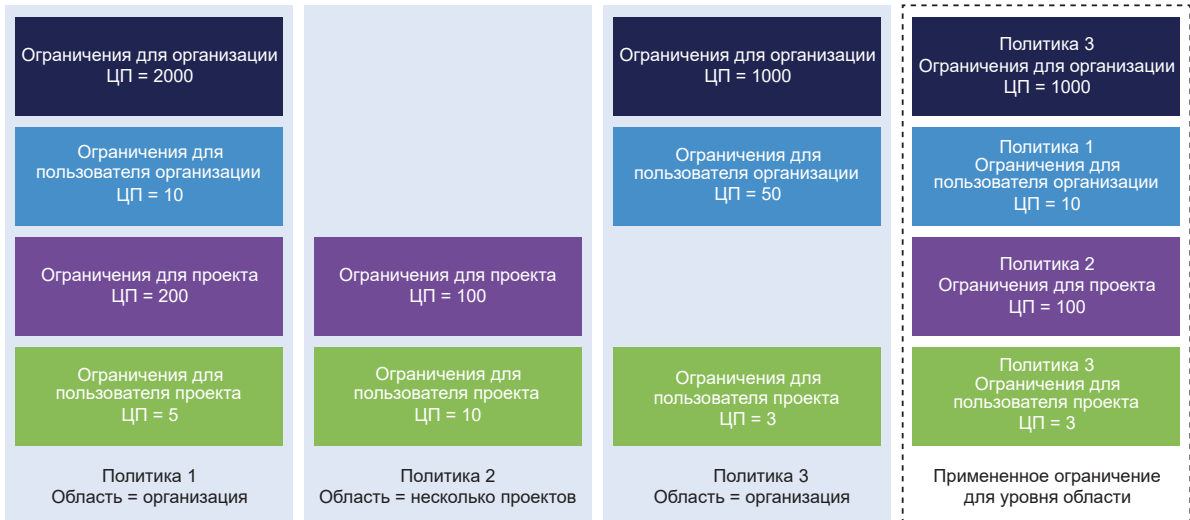 Ограничения для организации
ЦП = 2000
Ограничения для
пользователя организации
ЦП = 10
Ограничения для проекта
ЦП = 200
Ограничения для
пользователя проекта
ЦП = 5
Политика 1
Область = организация
Ограничения для проекта
ЦП = 100
Ограничения для
пользователя проекта
ЦП = 10
Политика 2
Область = несколько проектов
Ограничения для организации
ЦП = 1000
Ограничения для
пользователя организации
ЦП = 50
Ограничения для
пользователя проекта
ЦП = 3
Политика 3
Область = организация
Политика 3
Ограничения для организации
ЦП = 1000
Политика 1
Ограничения для
пользователя организации
ЦП = 10
Политика 2
Ограничения для проекта
ЦП = 100
Политика 3
Ограничения для
пользователя проекта
ЦП = 3
Примененное ограничение
для уровня области